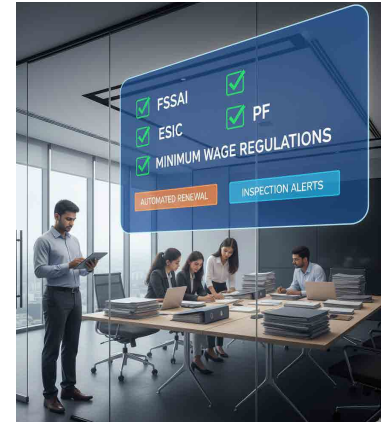 FSSAI
ESIC
PF
MINIMUM WAGE REGULATIONS
AUTOMATED RENEWAL
INSPECTION ALERTS